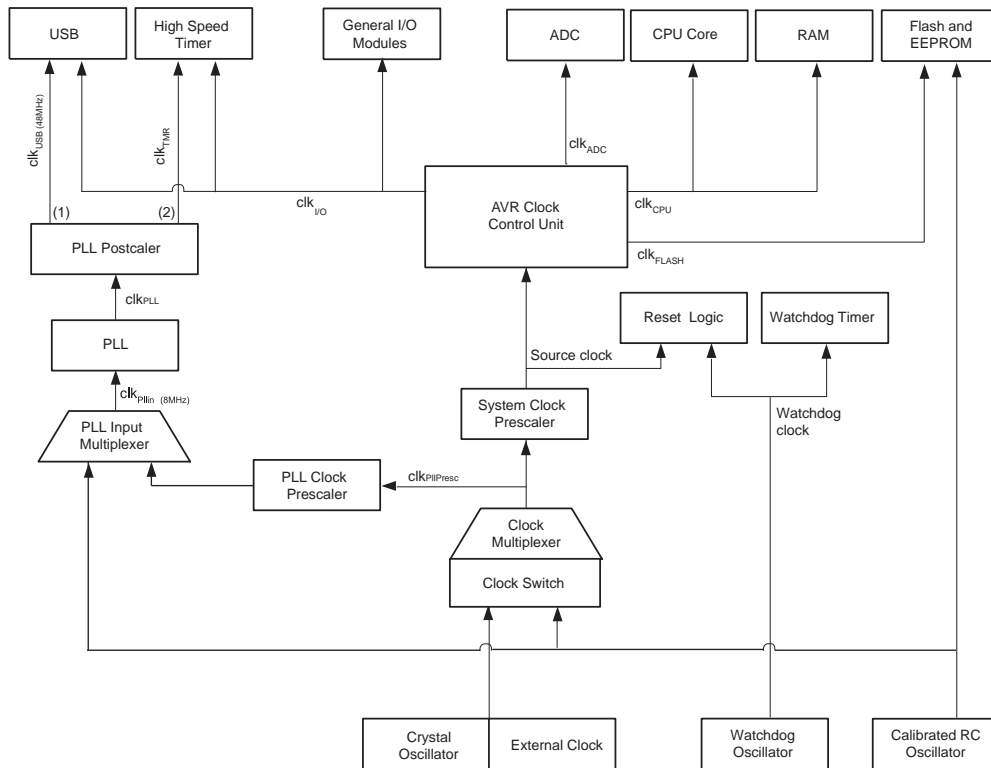 USB
High Speed
Timer
General I/O
Modules
ADC
CPU Core
RAM
Flash and
EEPROM
clkUSB (48MHz)
clkTMR
clkADC
clkI/O
AVR Clock
Control Unit
clkCPU
clkFLASH
(1)
(2)
PLL Postcaler
clkPLL
PLL
clkPllin (8MHz)
PLL Input
Multiplexer
Reset Logic
Watchdog Timer
Source clock
System Clock
Prescaler
Watchdog
clock
PLL Clock
Prescaler
clkPllPresc
Clock
Multiplexer
Clock Switch
Crystal
Oscillator
External Clock
Watchdog
Oscillator
Calibrated RC
Oscillator